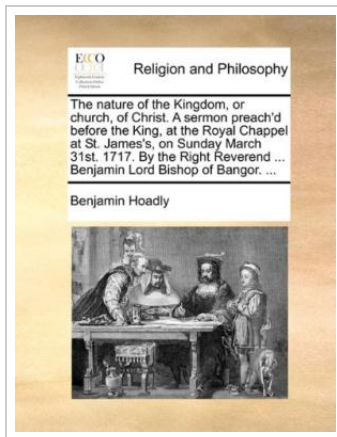 ECCO
Religion and Philosophy
The nature of the Kingdom, or
church, of Christ. A sermon preach'd
before the King, at the Royal Chappel
at St. James's, on Sunday March
31st. 1717. By the Right Reverend ...
Benjamin Lord Bishop of Bangor. ...
Benjamin Hoadly